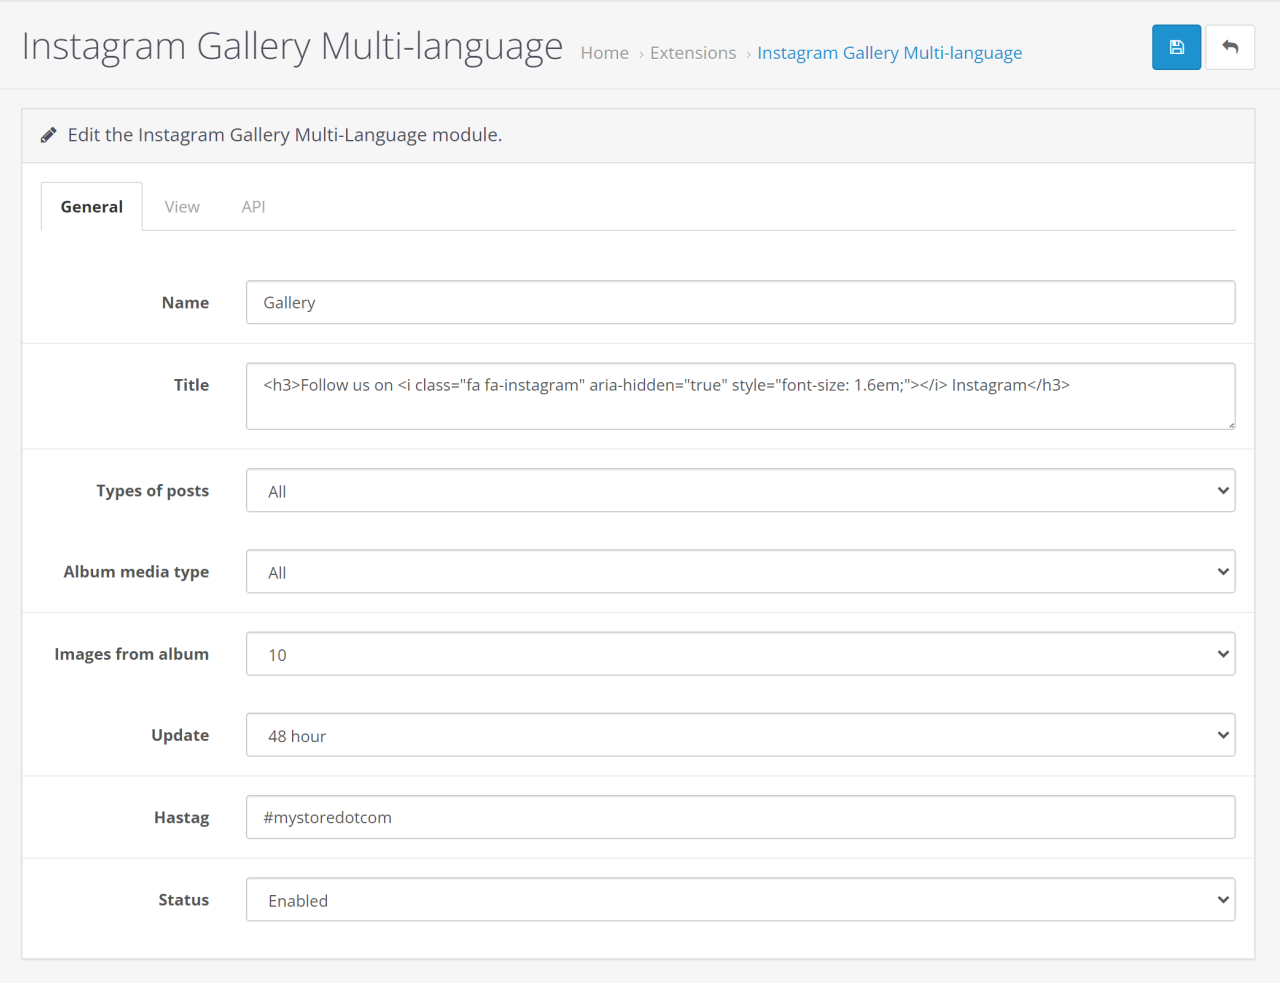 Instagram Gallery Multi-language Home › Extensions › Instagram Gallery Multi-language
Edit the Instagram Gallery Multi-Language module.
General View API
Name Gallery
Title <h3>Follow us on <i class="fa fa-instagram" aria-hidden="true" style="font-size: 1.6em;"></i> Instagram</h3>
Types of posts All
Album media type All
Images from album 10
Update 48 hour
Hastag #mystoredotcom
Status Enabled